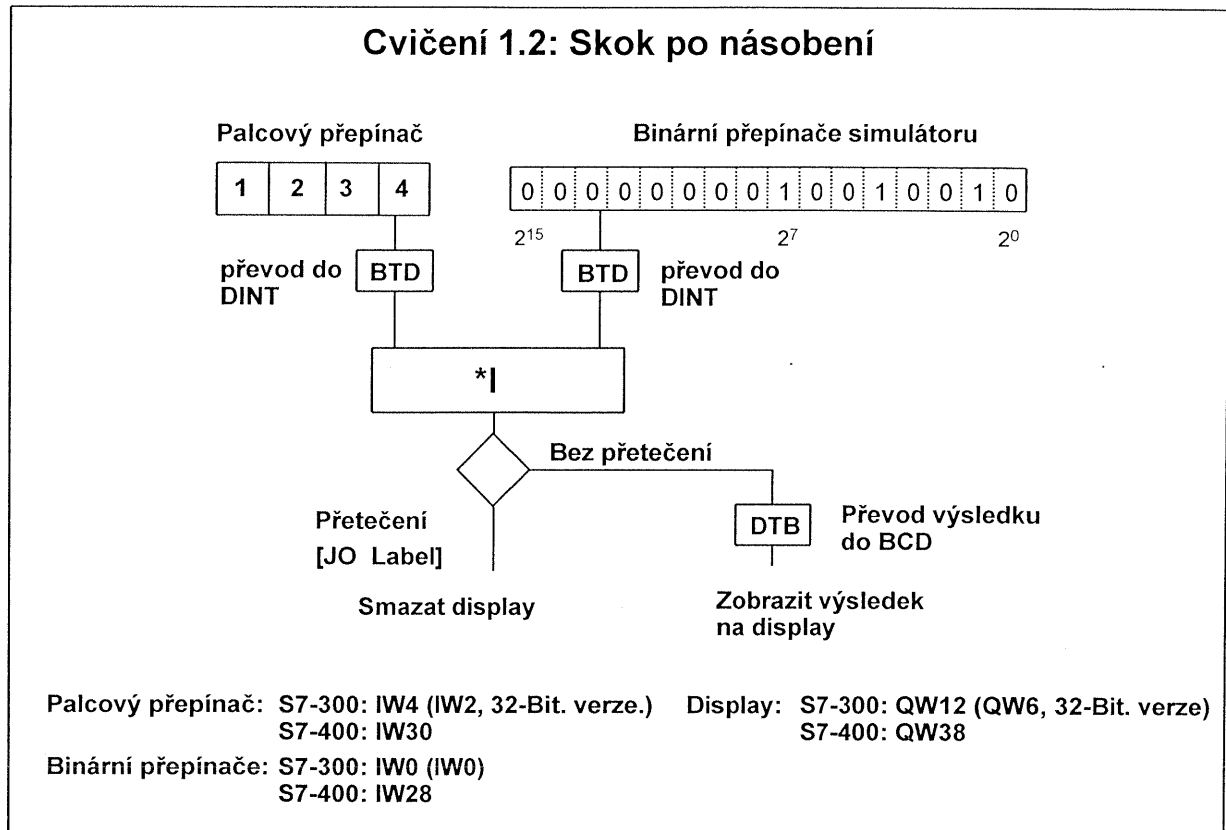 Cvičení 1.2: Skok po násobení
Palcový přepínač
Binární přepínače simulátoru
1 2 3 4
0 0 0 0 0 0 0 0 1 0 0 1 0 0 1 0
2¹⁵ 2⁷ 2⁰
převod do
DINT
BTD
BTD
převod do
DINT
*I
Bez přetečení
Přetečení
[JO Label]
DTB
Převod výsledku
do BCD
Smazat display
Zobrazit výsledek
na display
Palcový přepínač: S7-300: IW4 (IW2, 32-Bit. verze.)
S7-400: IW30
Display: S7-300: QW12 (QW6, 32-Bit. verze)
S7-400: QW38
Binární přepínače: S7-300: IW0 (IW0)
S7-400: IW28